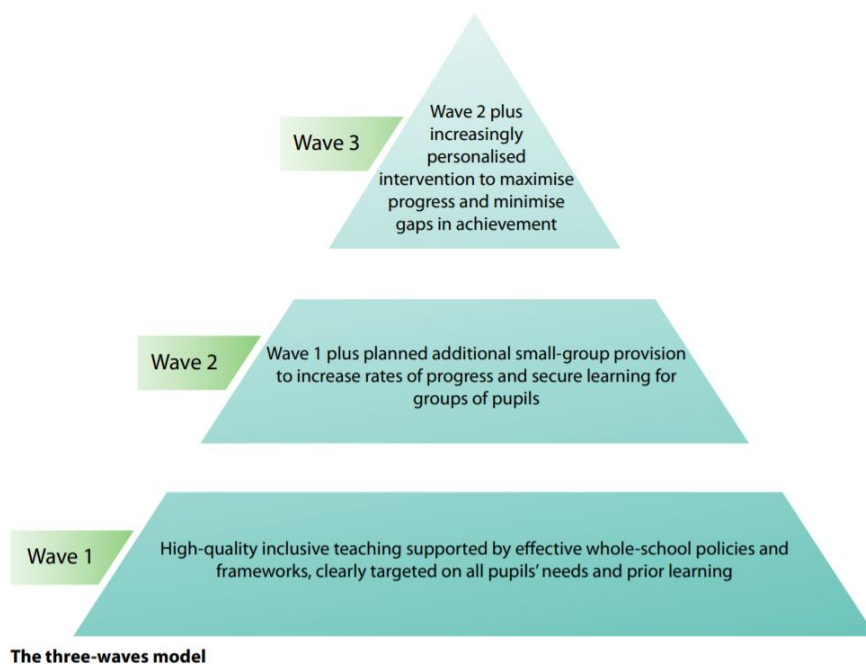 Wave 3
Wave 2 plus
increasingly
personalised
intervention to maximise
progress and minimise
gaps in achievement
Wave 2
Wave 1 plus planned additional small-group provision
to increase rates of progress and secure learning for
groups of pupils
Wave 1
High-quality inclusive teaching supported by effective whole-school policies and
frameworks, clearly targeted on all pupils’ needs and prior learning
The three-waves model